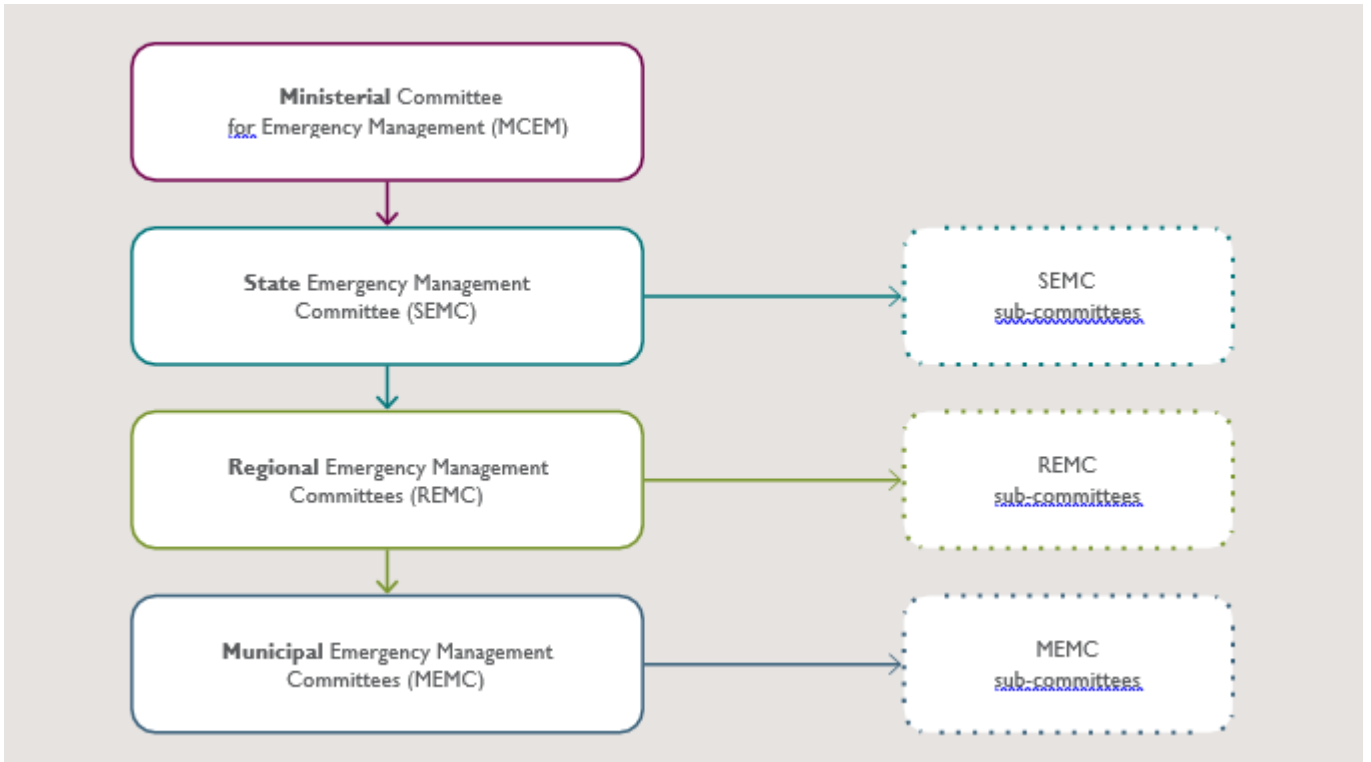 Ministerial Committee
for Emergency Management (MCEM)
State Emergency Management
Committee (SEMC)
SEMC
sub-committees
Regional Emergency Management
Committees (REMC)
REMC
sub-committees
Municipal Emergency Management
Committees (MEMC)
MEMC
sub-committees